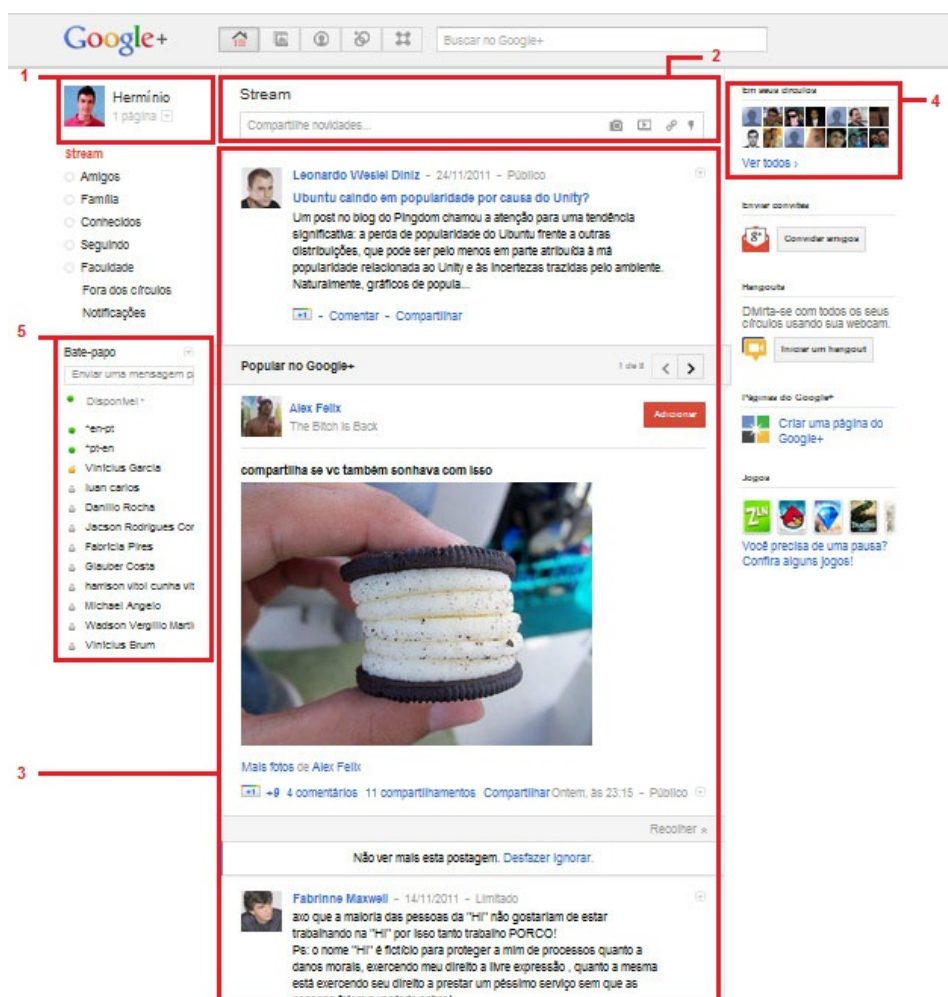 Google+
Buscar no Google+
2
1
Hermínio
1 página
Stream
Compartilhe novidades...
Em seus círculos
4
Ver todos ›
Stream
Amigos
Família
Conhecidos
Seguindo
Faculdade
Fora dos círculos
Notificações
Leonardo Weslei Diniz - 24/11/2011 - Público
Ubuntu caindo em popularidade por causa do Unity?
Um post no blog do Pingdom chamou a atenção para uma tendência
significativa: a perda de popularidade do Ubuntu frente a outras
distribuições, que pode ser pelo menos em parte atribuída à má
popularidade relacionada ao Unity e às incertezas trazidas pelo ambiente.
Naturalmente, gráficos de popula...
+1 - Comentar - Compartilhar
Enviar convites
Convidar amigos
Hangouts
Divirta-se com todos os seus
círculos usando sua webcam.
Iniciar um hangout
5
Bate-papo
Enviar uma mensagem p
Disponível
*en-pt
*pt-en
Vinicius Garcia
luan carlos
Danillo Rocha
Jacson Rodrigues Cor
Fabrícia Pires
Glauber Costa
harrison vitol cunha vit
Michael Angelo
Wadson Vergilio Marti
Vinicius Brum
Popular no Google+
Alex Felix
The Bitch Is Back
Adicionar
compartilha se vc também sonhava com isso
Páginas do Google+
Criar uma página do
Google+
Jogos
ZLN
Você precisa de uma pausa?
Confira alguns jogos!
3
Mais fotos de Alex Felix
+1 +9 4 comentários 11 compartilhamentos Compartilhar Ontem, às 23:15 - Público
Recolher
Não ver mais esta postagem. Desfazer ignorar.
Fabrinne Maxwell - 14/11/2011 - Limitado
axo que a maioria das pessoas da "HI" não gostariam de estar
trabalhando na "HI" por isso tanto trabalho PORCO!
Ps: o nome "HI" é fictício para proteger a mim de processos quanto a
danos morais, exercendo meu direito a livre expressão , quanto a mesma
está exercendo seu direito a prestar um péssimo serviço sem que as